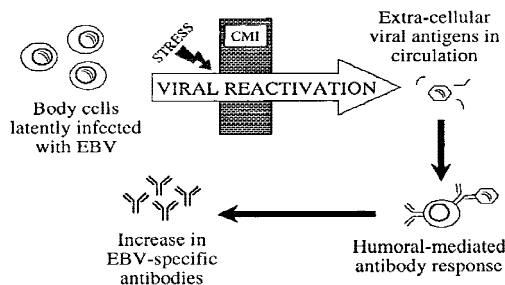 Body cells
latently infected
with EBV
STRESS
CMI
VIRAL REACTIVATION
Extra-cellular
viral antigens in
circulation
Humoral-mediated
antibody response
Increase in
EBV-specific
antibodies